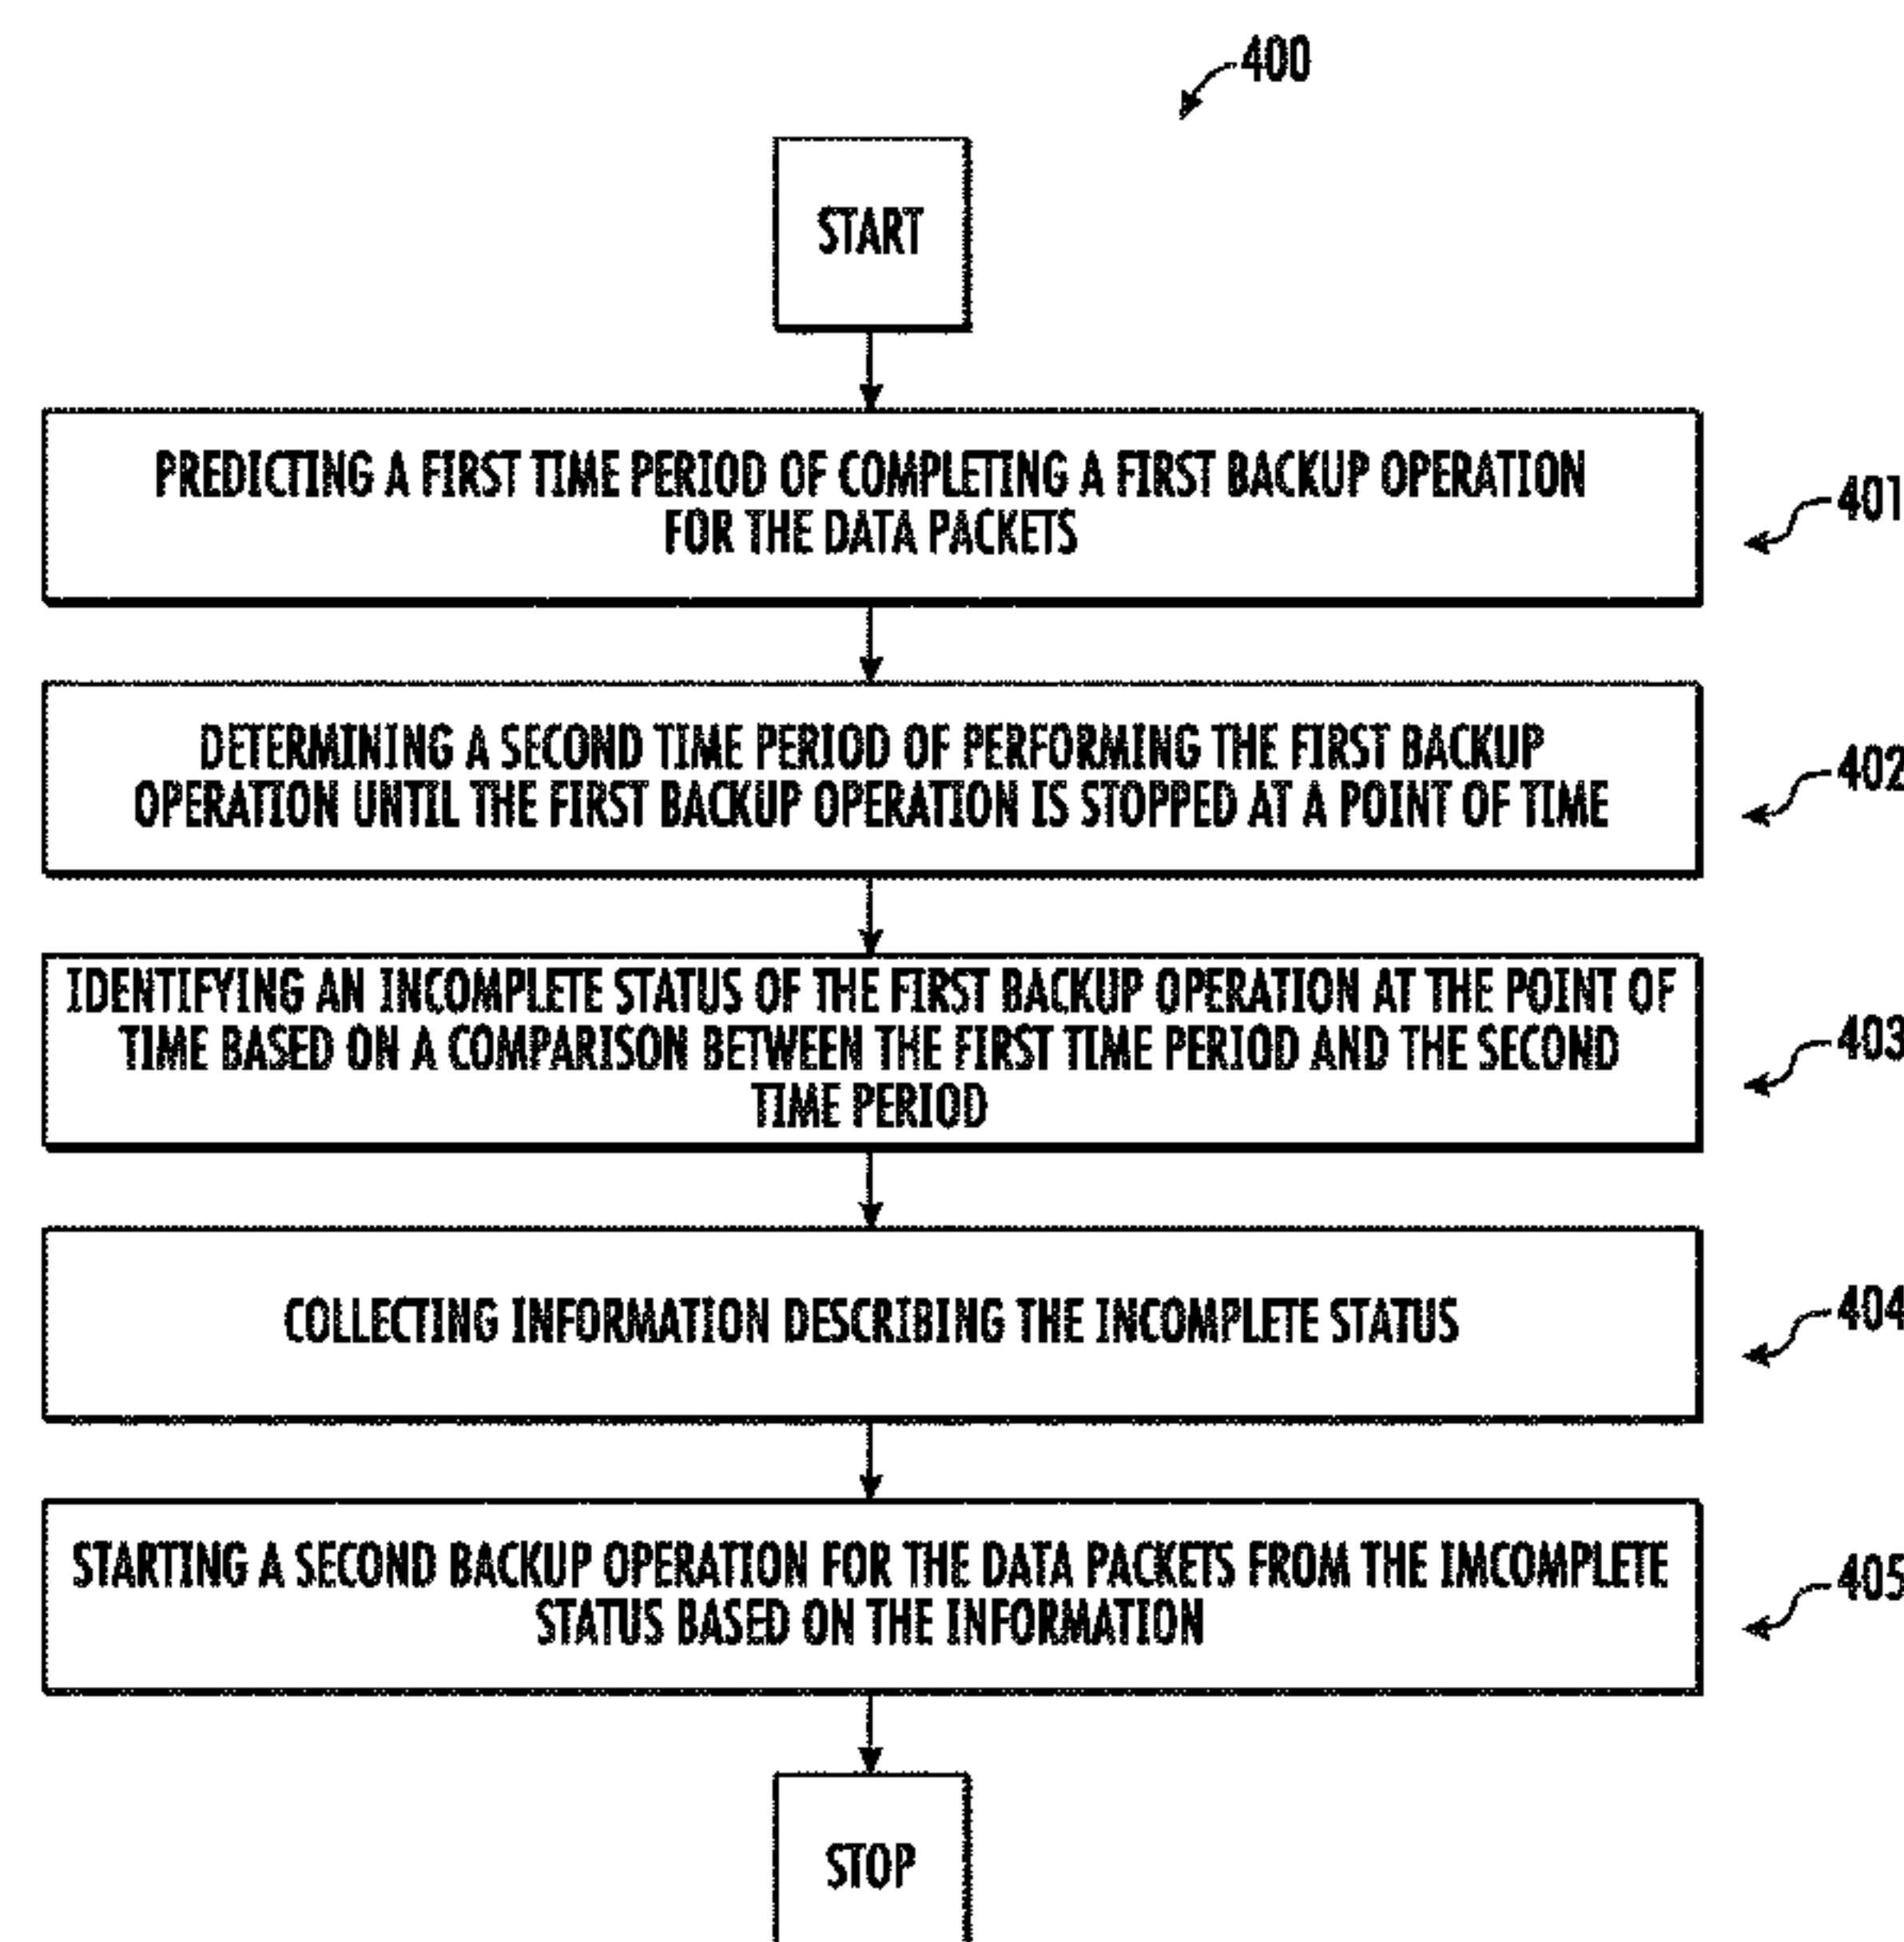 400
START
PREDICTING A FIRST TIME PERIOD OF COMPLETING A FIRST BACKUP OPERATION
FOR THE DATA PACKETS
401
DETERMINING A SECOND TIME PERIOD OF PERFORMING THE FIRST BACKUP
OPERATION UNTIL THE FIRST BACKUP OPERATION IS STOPPED AT A POINT OF TIME
402
IDENTIFYING AN INCOMPLETE STATUS OF THE FIRST BACKUP OPERATION AT THE POINT OF
TIME BASED ON A COMPARISON BETWEEN THE FIRST TIME PERIOD AND THE SECOND
TIME PERIOD
403
COLLECTING INFORMATION DESCRIBING THE INCOMPLETE STATUS
404
STARTING A SECOND BACKUP OPERATION FOR THE DATA PACKETS FROM THE IMCOMPLETE
STATUS BASED ON THE INFORMATION
405
STOP